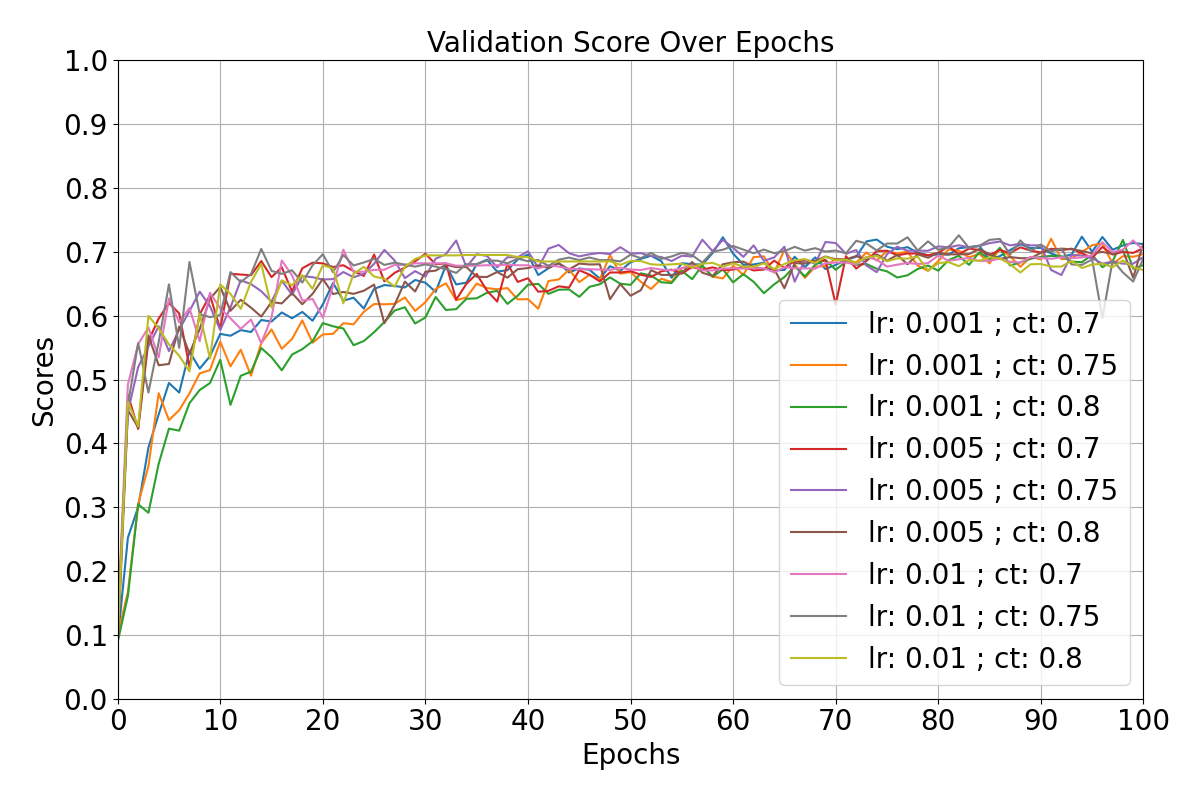 Validation Score Over Epochs
1.0
0.9
0.8
0.7
0.6
0.5
0.4
0.3
0.2
0.1
0.0
Scores
lr: 0.001 ; ct: 0.7
lr: 0.001 ; ct: 0.75
lr: 0.001 ; ct: 0.8
lr: 0.005 ; ct: 0.7
lr: 0.005 ; ct: 0.75
lr: 0.005 ; ct: 0.8
lr: 0.01 ; ct: 0.7
lr: 0.01 ; ct: 0.75
lr: 0.01 ; ct: 0.8
0 10 20 30 40 50 60 70 80 90 100
Epochs